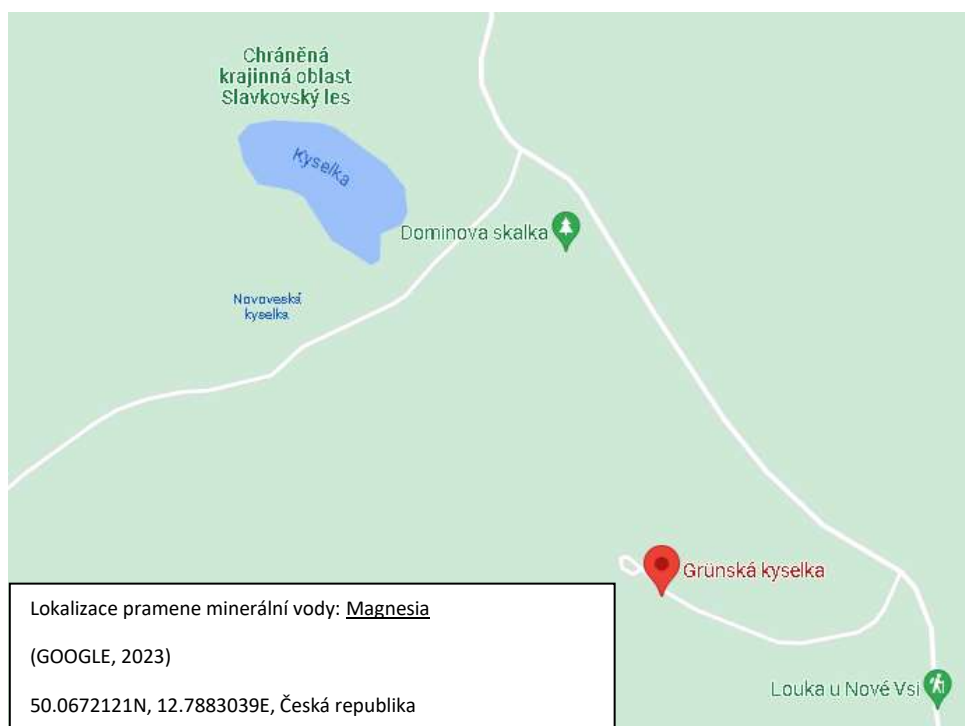 Chráněná
krajinná oblast
Slavkovský les
Kyselka
Dominova skalka
Novoveská
kyselka
Grünská kyselka
Louka u Nové Vsi
Lokalizace pramene minerální vody: Magnesia
(GOOGLE, 2023)
50.0672121N, 12.7883039E, Česká republika